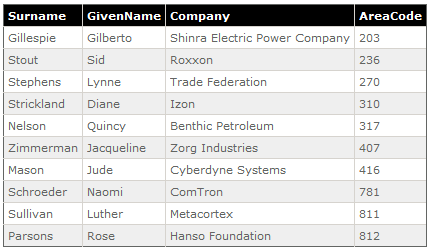 Surname GivenName Company AreaCode
Gillespie Gilberto Shinra Electric Power Company 203
Stout Sid Roxxon 236
Stephens Lynne Trade Federation 270
Strickland Diane Izon 310
Nelson Quincy Benthic Petroleum 317
Zimmerman Jacqueline Zorg Industries 407
Mason Jude Cyberdyne Systems 416
Schroeder Naomi ComTron 781
Sullivan Luther Metacortex 811
Parsons Rose Hanso Foundation 812